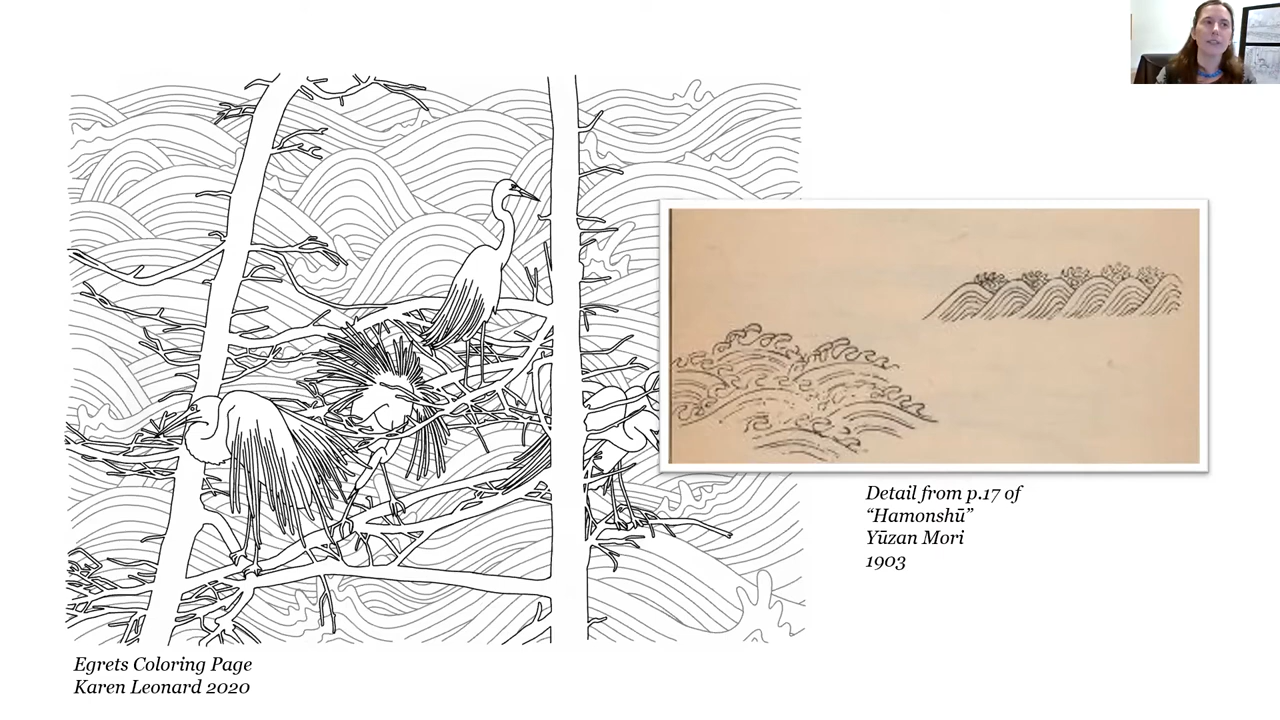 Detail from p.17 of
“Hamonshū”
Yūzan Mori
1903
Egrets Coloring Page
Karen Leonard 2020